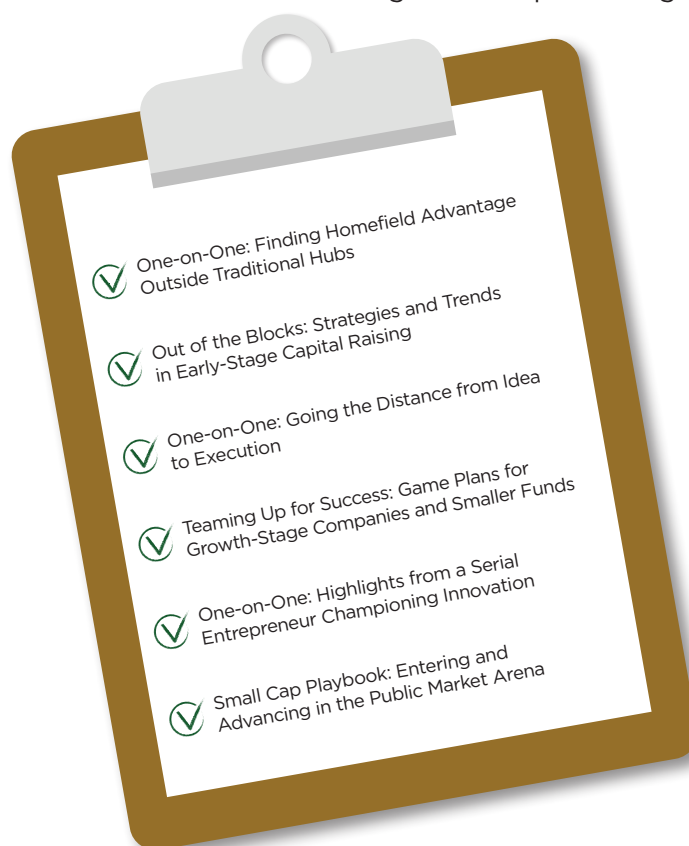 One-on-One: Finding Homefield Advantage
Outside Traditional Hubs
Out of the Blocks: Strategies and Trends
in Early-Stage Capital Raising
One-on-One: Going the Distance from Idea
to Execution
Teaming Up for Success: Game Plans for
Growth-Stage Companies and Smaller Funds
One-on-One: Highlights from a Serial
Entrepreneur Championing Innovation
Small Cap Playbook: Entering and
Advancing in the Public Market Arena